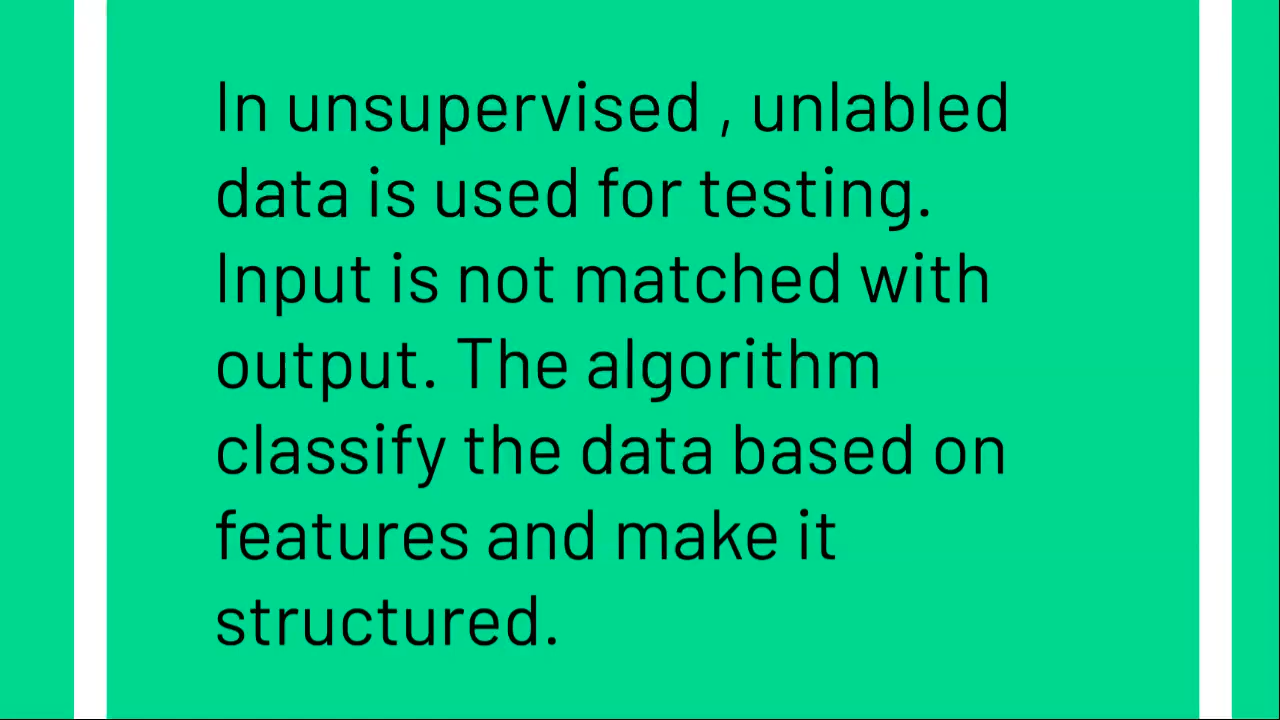 In unsupervised , unlabled
data is used for testing.
Input is not matched with
output. The algorithm
classify the data based on
features and make it
structured.